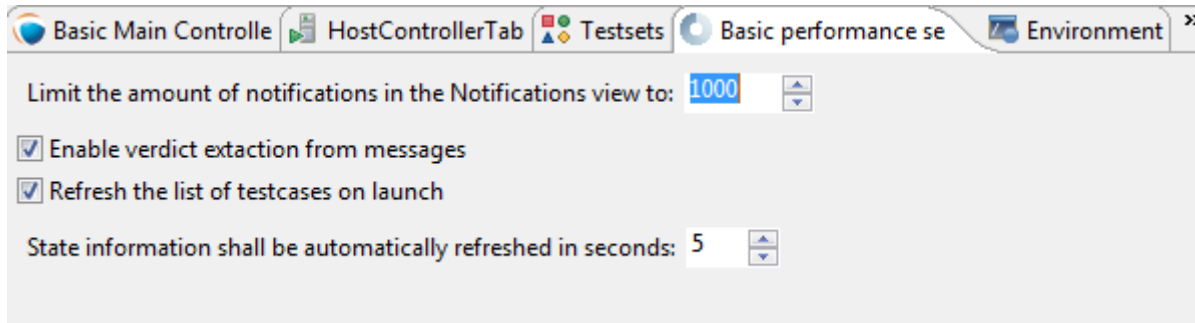 Basic Main Controlle HostControllerTab Testsets Basic performance se Environment »
Limit the amount of notifications in the Notifications view to: 1000
Enable verdict extaction from messages
Refresh the list of testcases on launch
State information shall be automatically refreshed in seconds: 5